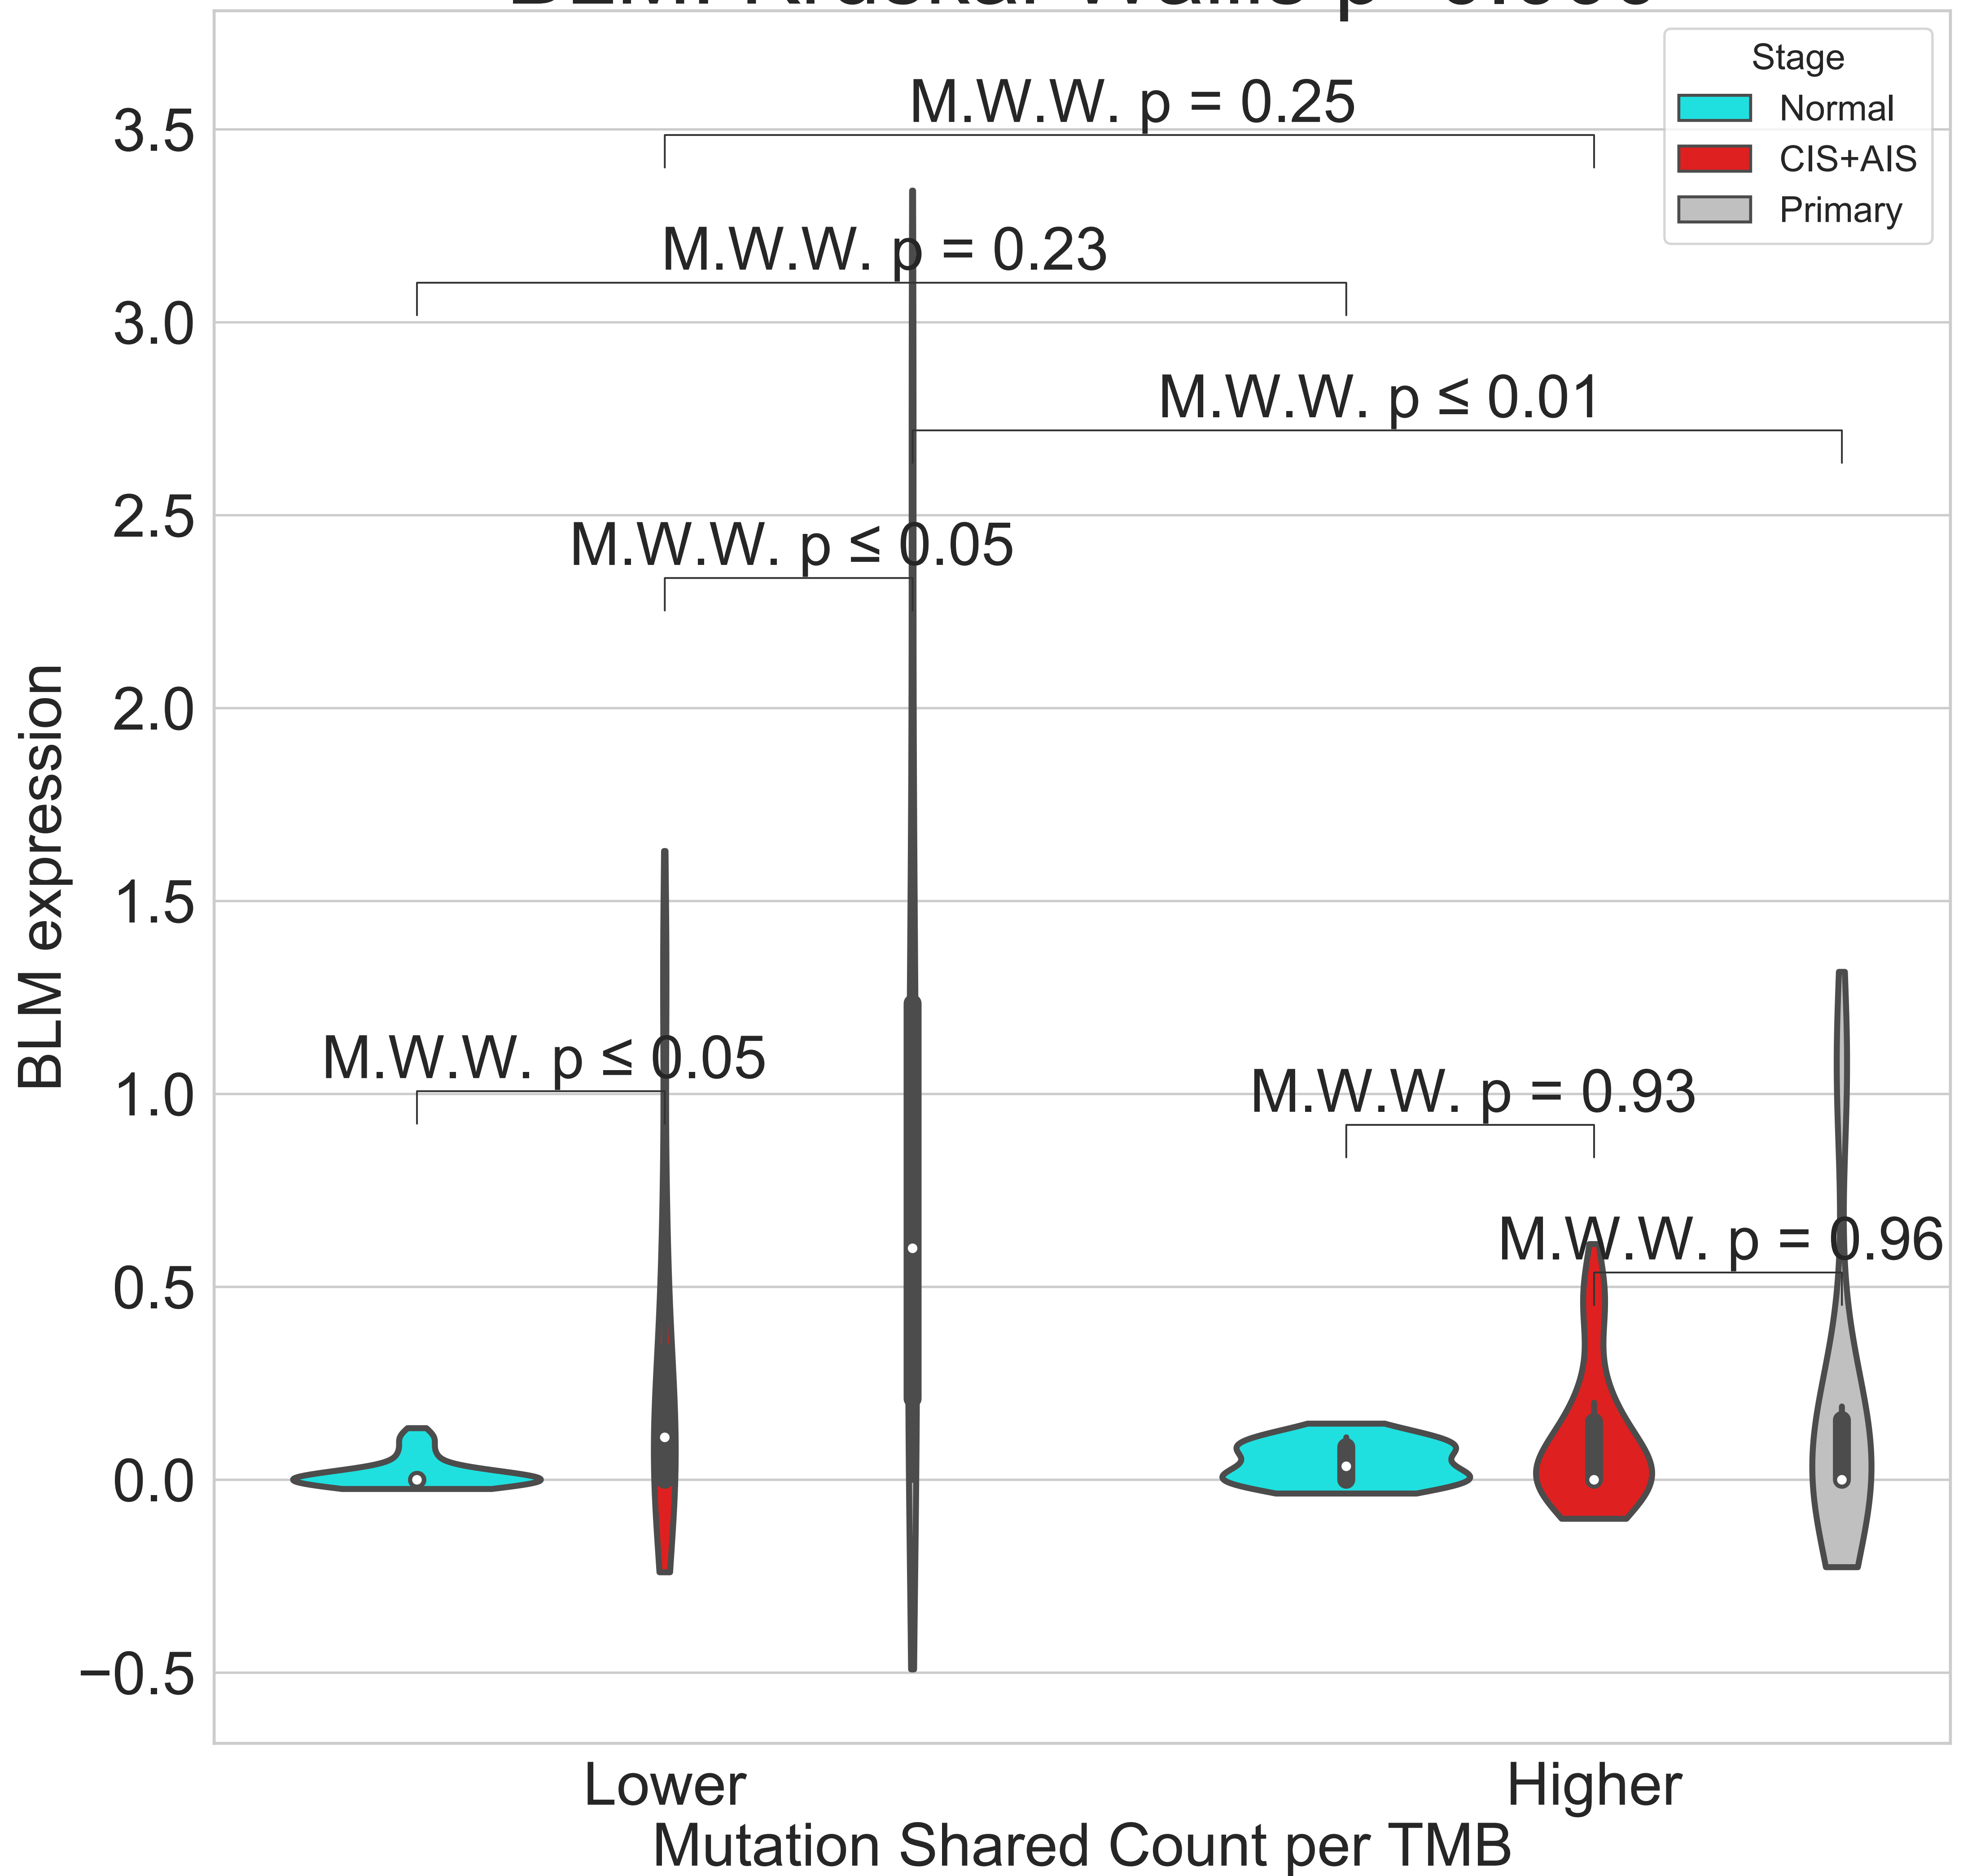 Stage
Normal
CIS+AIS
Primary
M.W.W. p = 0.25
M.W.W. p = 0.23
M.W.W. p ≤ 0.01
M.W.W. p ≤ 0.05
M.W.W. p ≤ 0.05
M.W.W. p = 0.93
M.W.W. p = 0.96
3.5
3.0
2.5
2.0
1.5
1.0
0.5
0.0
−0.5
BLM expression
Lower
Higher
Mutation Shared Count per TMB